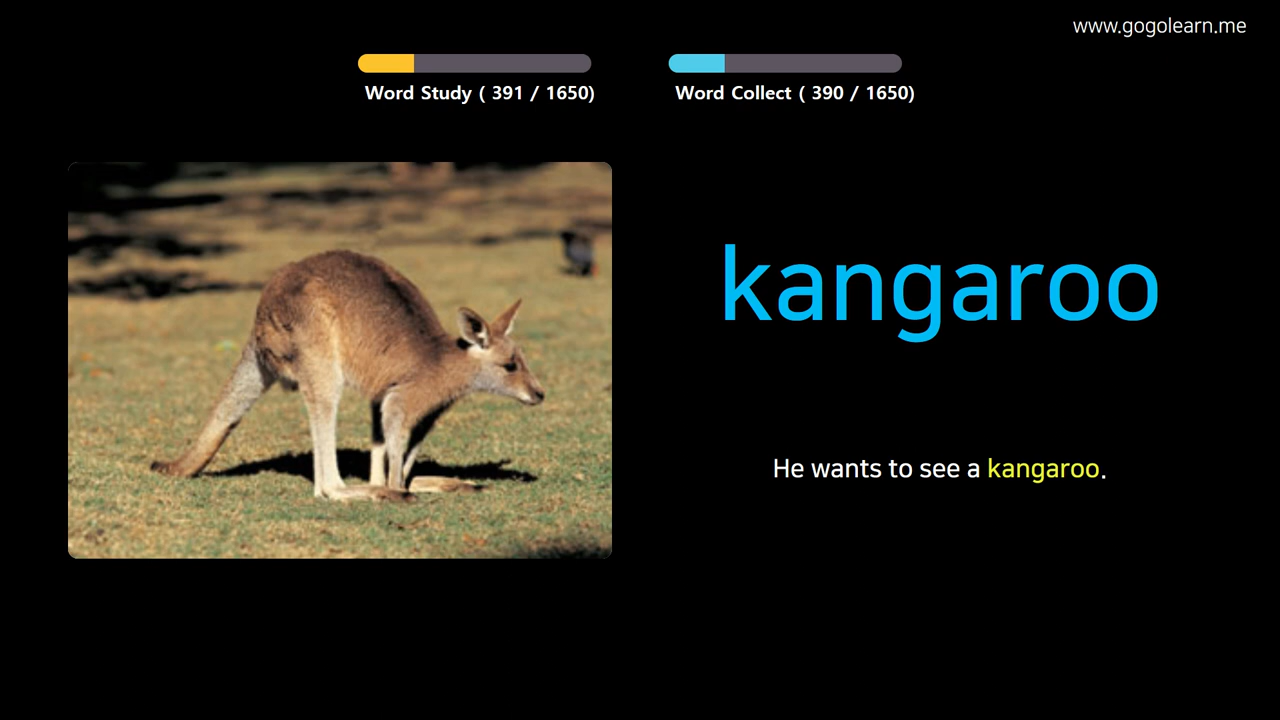 www.gogolearn.me
Word Study ( 391 / 1650)
Word Collect ( 390 / 1650)
kangaroo
He wants to see a kangaroo.